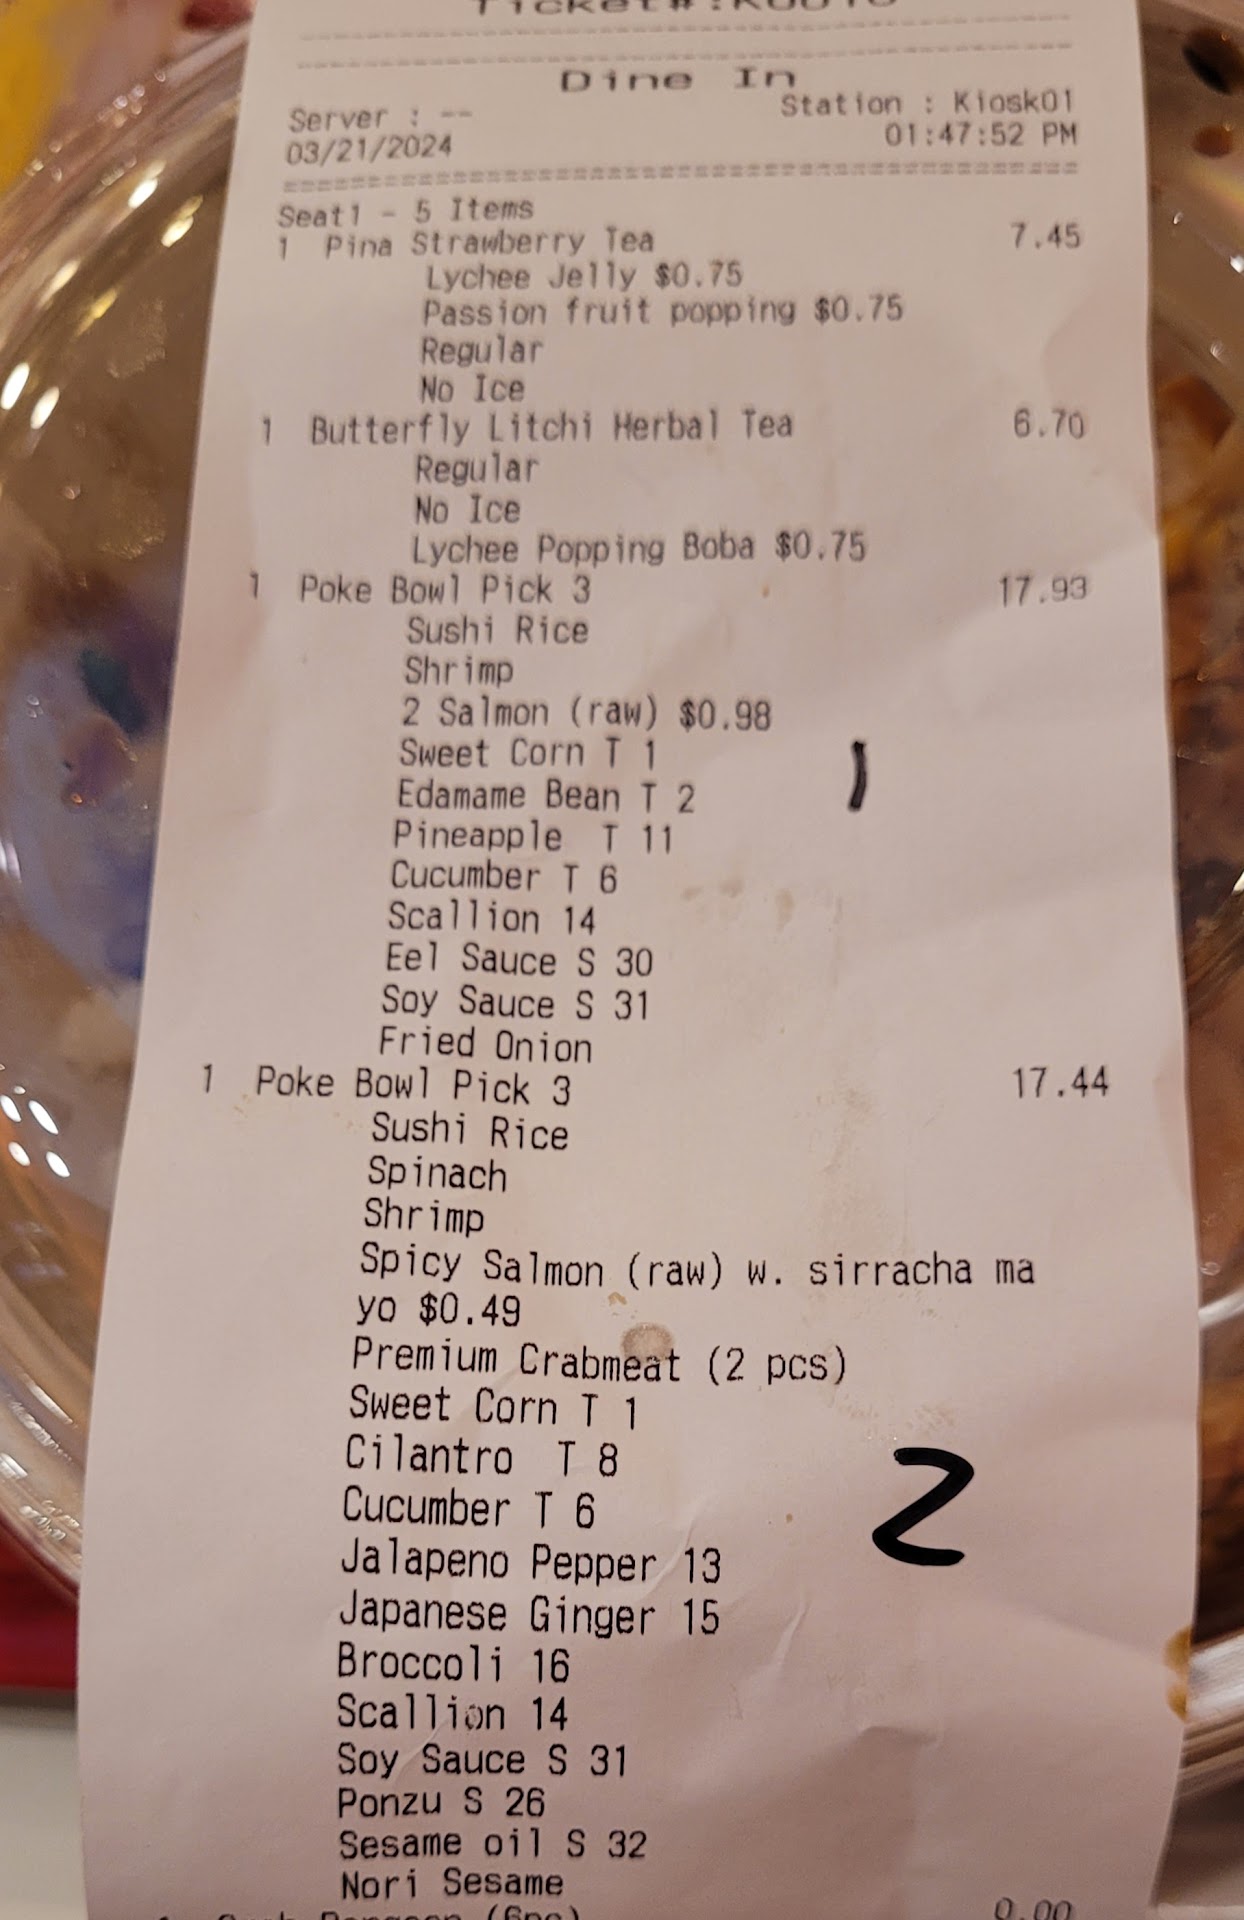 Dine In
Server : --
Station : Kiosk01
03/21/2024
01:47:52 PM
Seat1 - 5 Items
1 Pina Strawberry Tea 7.45
Lychee Jelly $0.75
Passion fruit popping $0.75
Regular
No Ice
1 Butterfly Litchi Herbal Tea 6.70
Regular
No Ice
Lychee Popping Boba $0.75
1 Poke Bowl Pick 3 17.93
Sushi Rice
Shrimp
2 Salmon (raw) $0.98
Sweet Corn T 1
1
Edamame Bean T 2
Pineapple T 11
Cucumber T 6
Scallion 14
Eel Sauce S 30
Soy Sauce S 31
Fried Onion
1 Poke Bowl Pick 3 17.44
Sushi Rice
Spinach
Shrimp
Spicy Salmon (raw) w. sirracha ma
yo $0.49
Premium Crabmeat (2 pcs)
Sweet Corn T 1
Cilantro T 8
Cucumber T 6
2
Jalapeno Pepper 13
Japanese Ginger 15
Broccoli 16
Scallion 14
Soy Sauce S 31
Ponzu S 26
Sesame oil S 32
Nori Sesame